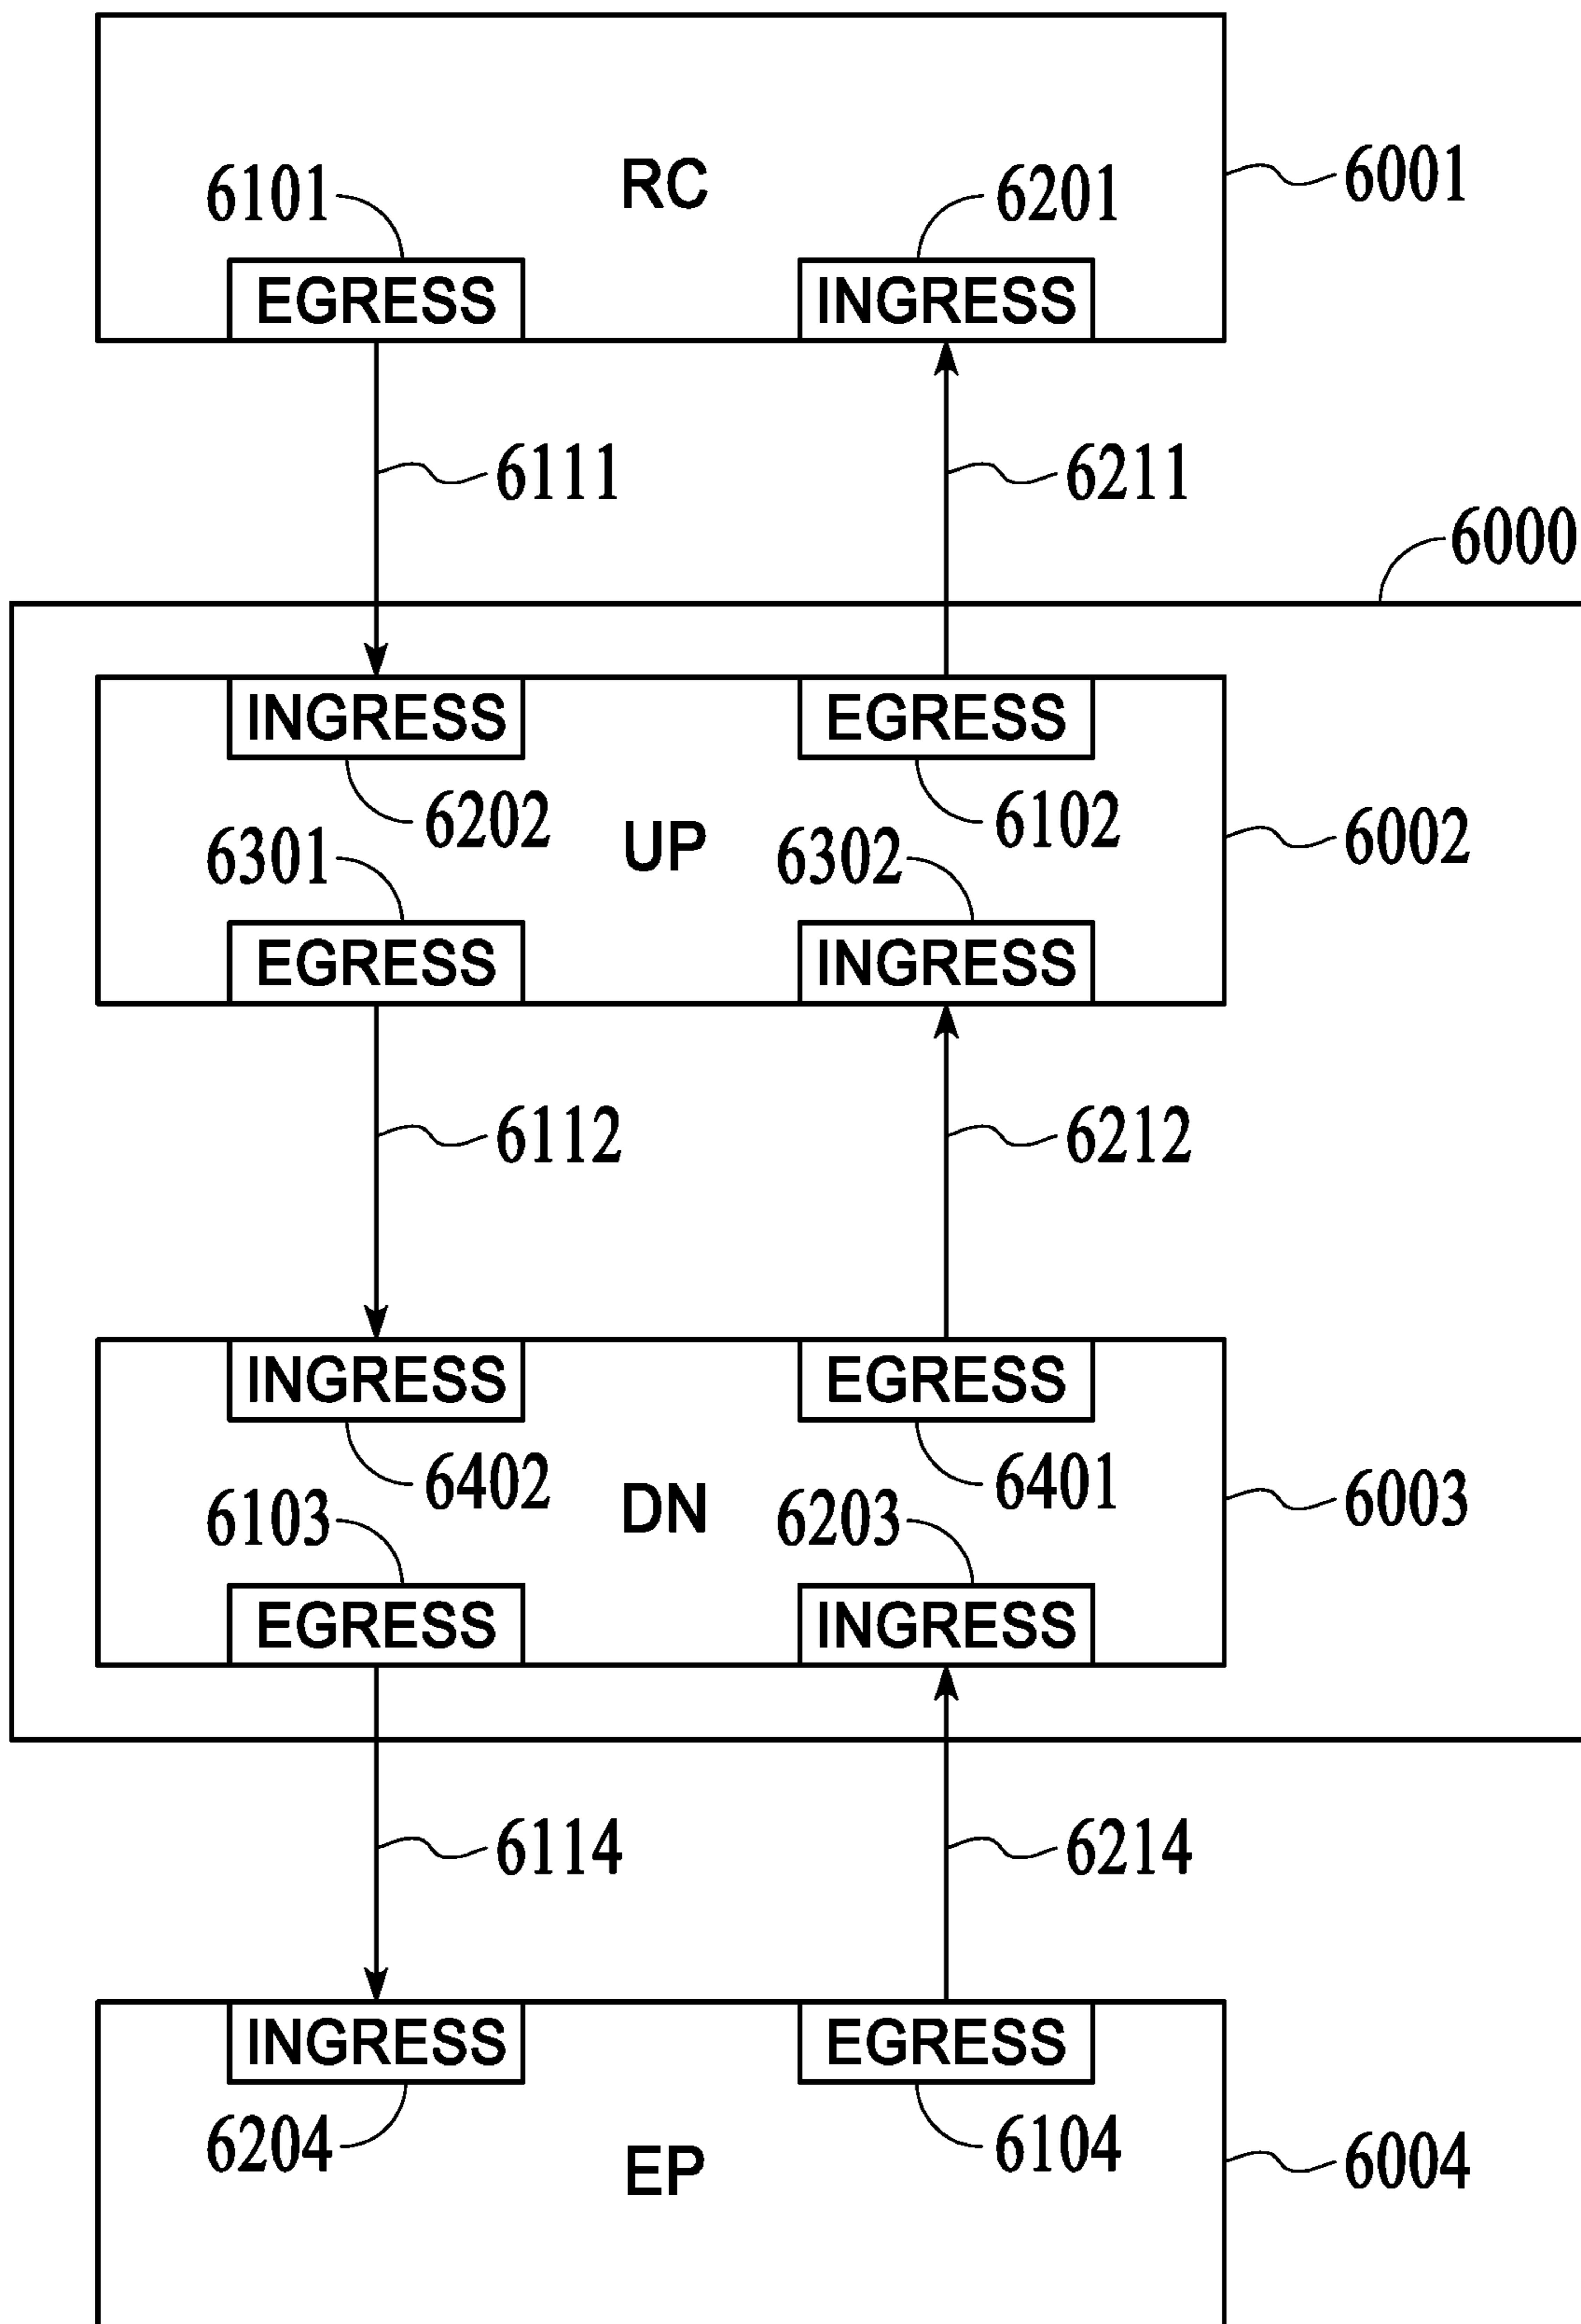 RC
6001
6101
6201
EGRESS
INGRESS
6111
6211
6000
INGRESS
EGRESS
6202
6102
UP
6002
6301
6302
EGRESS
INGRESS
6112
6212
INGRESS
EGRESS
6402
6401
DN
6003
6103
6203
EGRESS
INGRESS
6114
6214
INGRESS
EGRESS
6204
6104
EP
6004